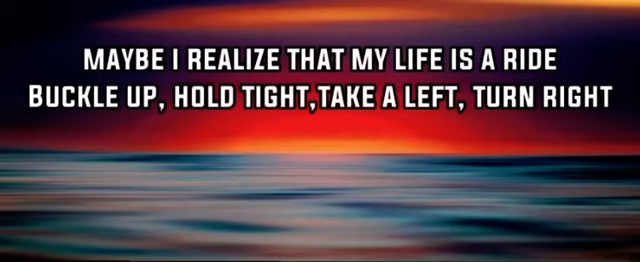 MAYBE I REALIZE THAT MY LIFE IS A RIDE
BUCKLE UP, HOLD TIGHT,TAKE A LEFT, TURN RIGHT